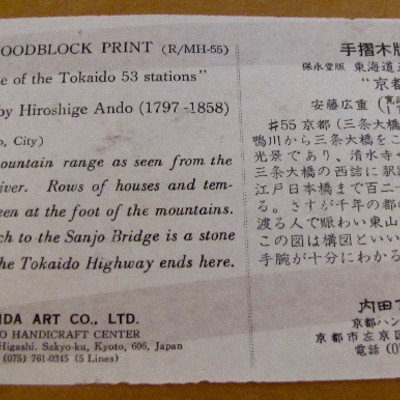 OODBLOCK PRINT (R/MH-55)
e of the Tokaido 53 stations"
by Hiroshige Ando (1797-1858)
o, City)
ountain range as seen from the
iver. Rows of houses and tem-
een at the foot of the mountains.
ch to the Sanjo Bridge is a stone
the Tokaido Highway ends here.
IDA ART CO., LTD.
O HANDICRAFT CENTER
Higashi, Sakyo-ku, Kyoto, 606, Japan
(075) 761-0345 (5 Lines)
手摺木版
保永堂版 東海道
"京都
安藤広重
#55 京都(三条大橋
鴨川から三条大橋をこ
光景であり、清水寺
三条大橋の西詰に駅
江戸日本橋まで百二十
る。さすが千年の都の
渡る人で賑わい東山
この図は構図といい
手腕が十分にわかる
内田
京都ハン
京都市左京区
電話 (0